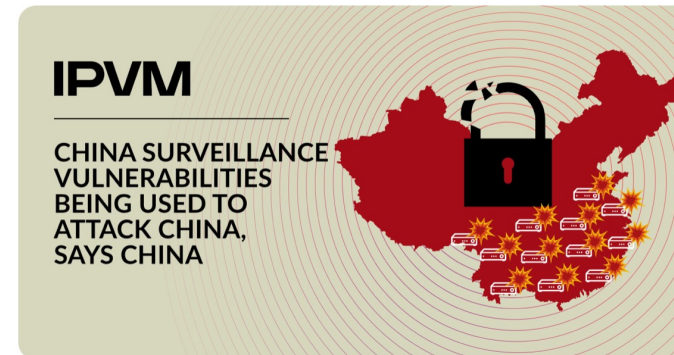 IPVM
CHINA SURVEILLANCE
VULNERABILITIES
BEING USED TO
ATTACK CHINA,
SAYS CHINA